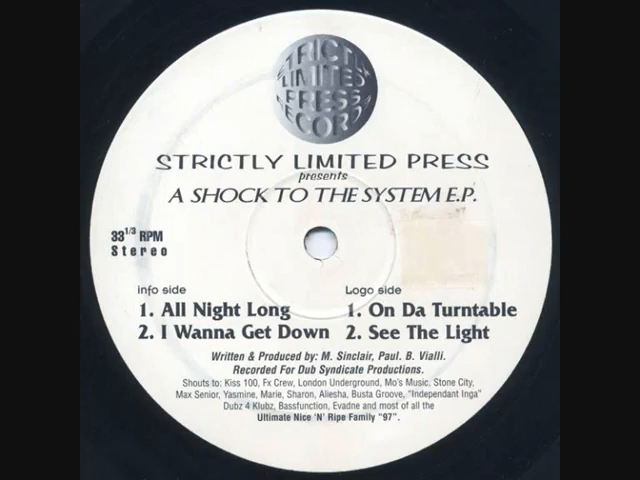 STRICTLY
LIMITED
PRESS
RECORDS
STRICTLY LIMITED PRESS
presents
A SHOCK TO THE SYSTEM E.P.
33 1/3 RPM
Stereo
info side
1. All Night Long
2. I Wanna Get Down
Logo side
1. On Da Turntable
2. See The Light
Written & Produced by: M. Sinclair, Paul. B. Vialli.
Recorded For Dub Syndicate Productions.
Shouts to: Kiss 100, Fx Crew, London Underground, Mo's Music, Stone City,
Max Senior, Yasmine, Marie, Sharon, Aliesha, Busta Groove, "Independant Inga"
Dubz 4 Klubz, Bassfunction, Evadne and most of all the
Ultimate Nice 'N' Ripe Family "97".